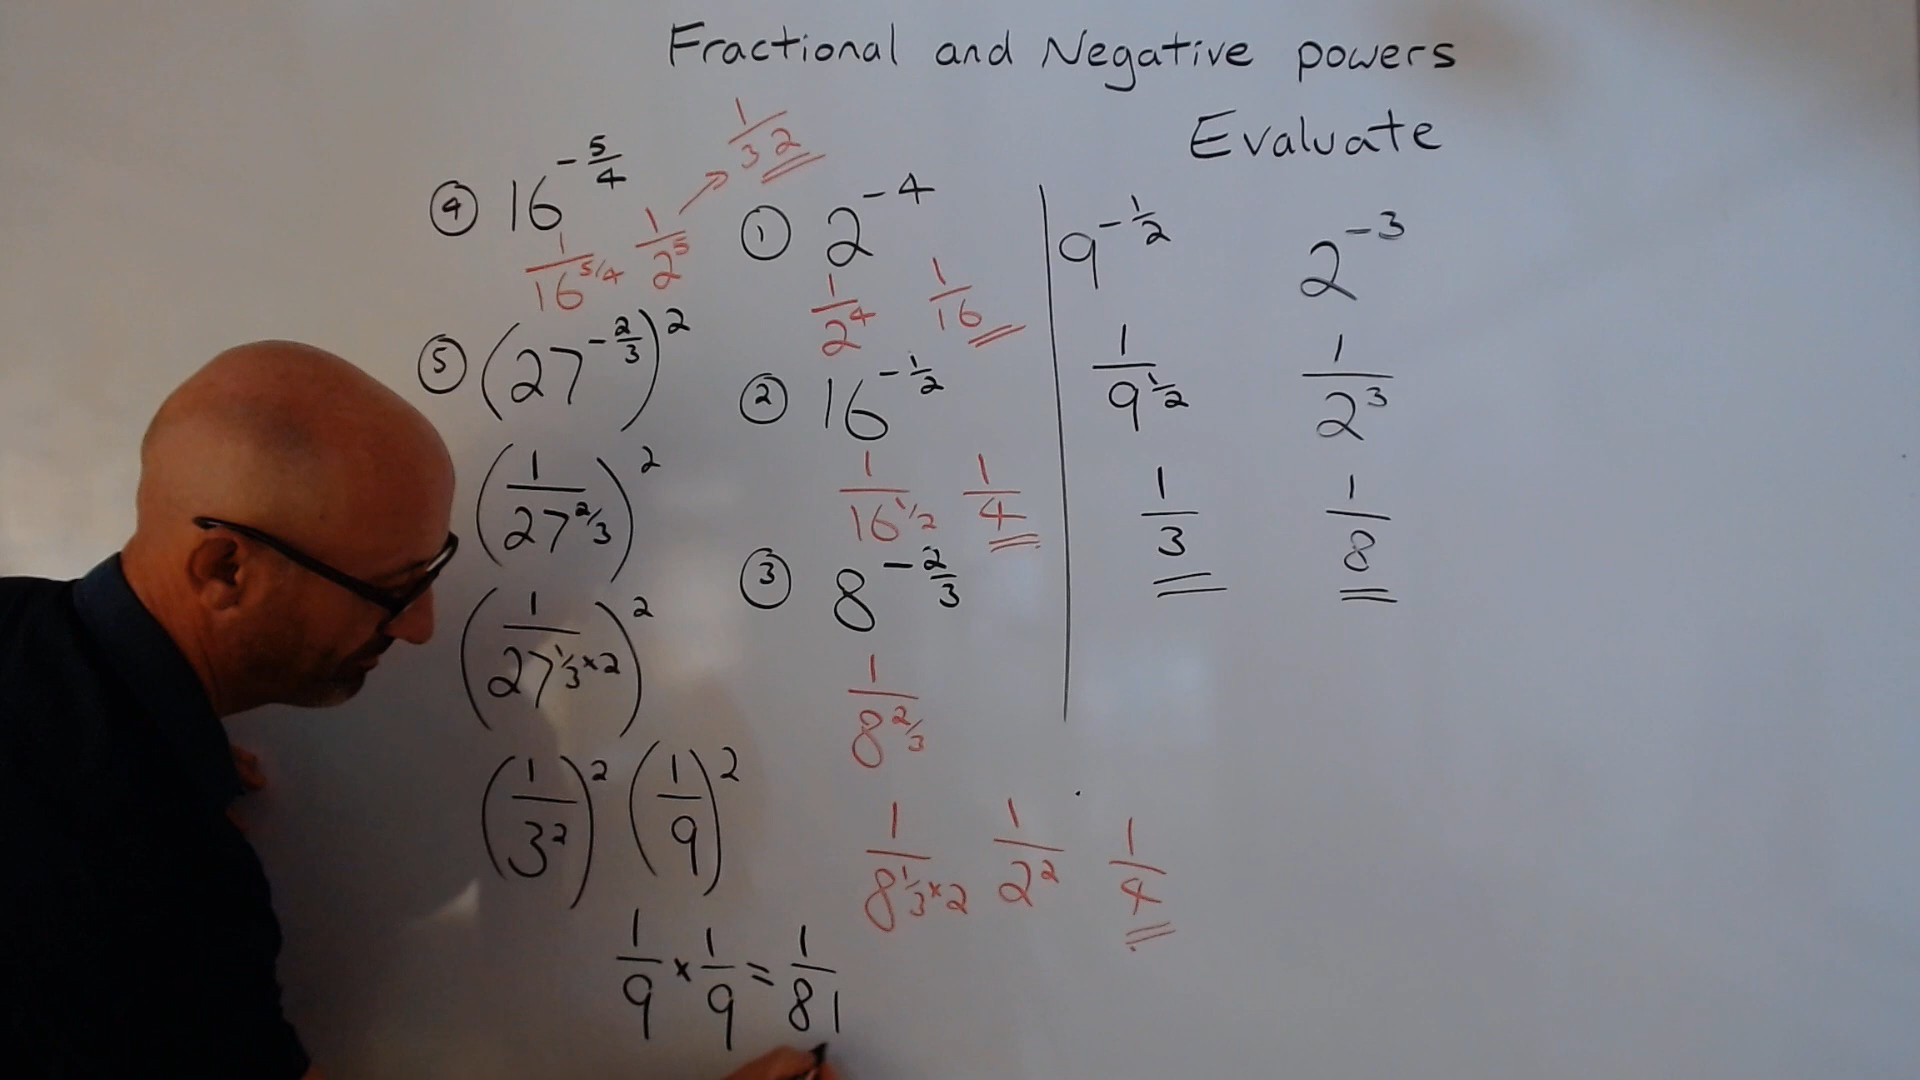 Fractional and Negative powers
Evaluate
④ 16^{-5/4}
1/16^{5/4} 1/2^5 → 1/32
⑤ (27^{-2/3})^2
(1/27^{2/3})^2
(1/27^{1/3×2})^2
(1/3^2)^2 (1/9)^2
1/9 × 1/9 = 1/81
① 2^{-4}
1/2^4 1/16
② 16^{-1/2}
1/16^{1/2} 1/4
③ 8^{-2/3}
1/8^{2/3}
1/8^{1/3×2} 1/2^2 1/4
9^{-1/2} 2^{-3}
1/9^{1/2} 1/2^3
1/3 1/8